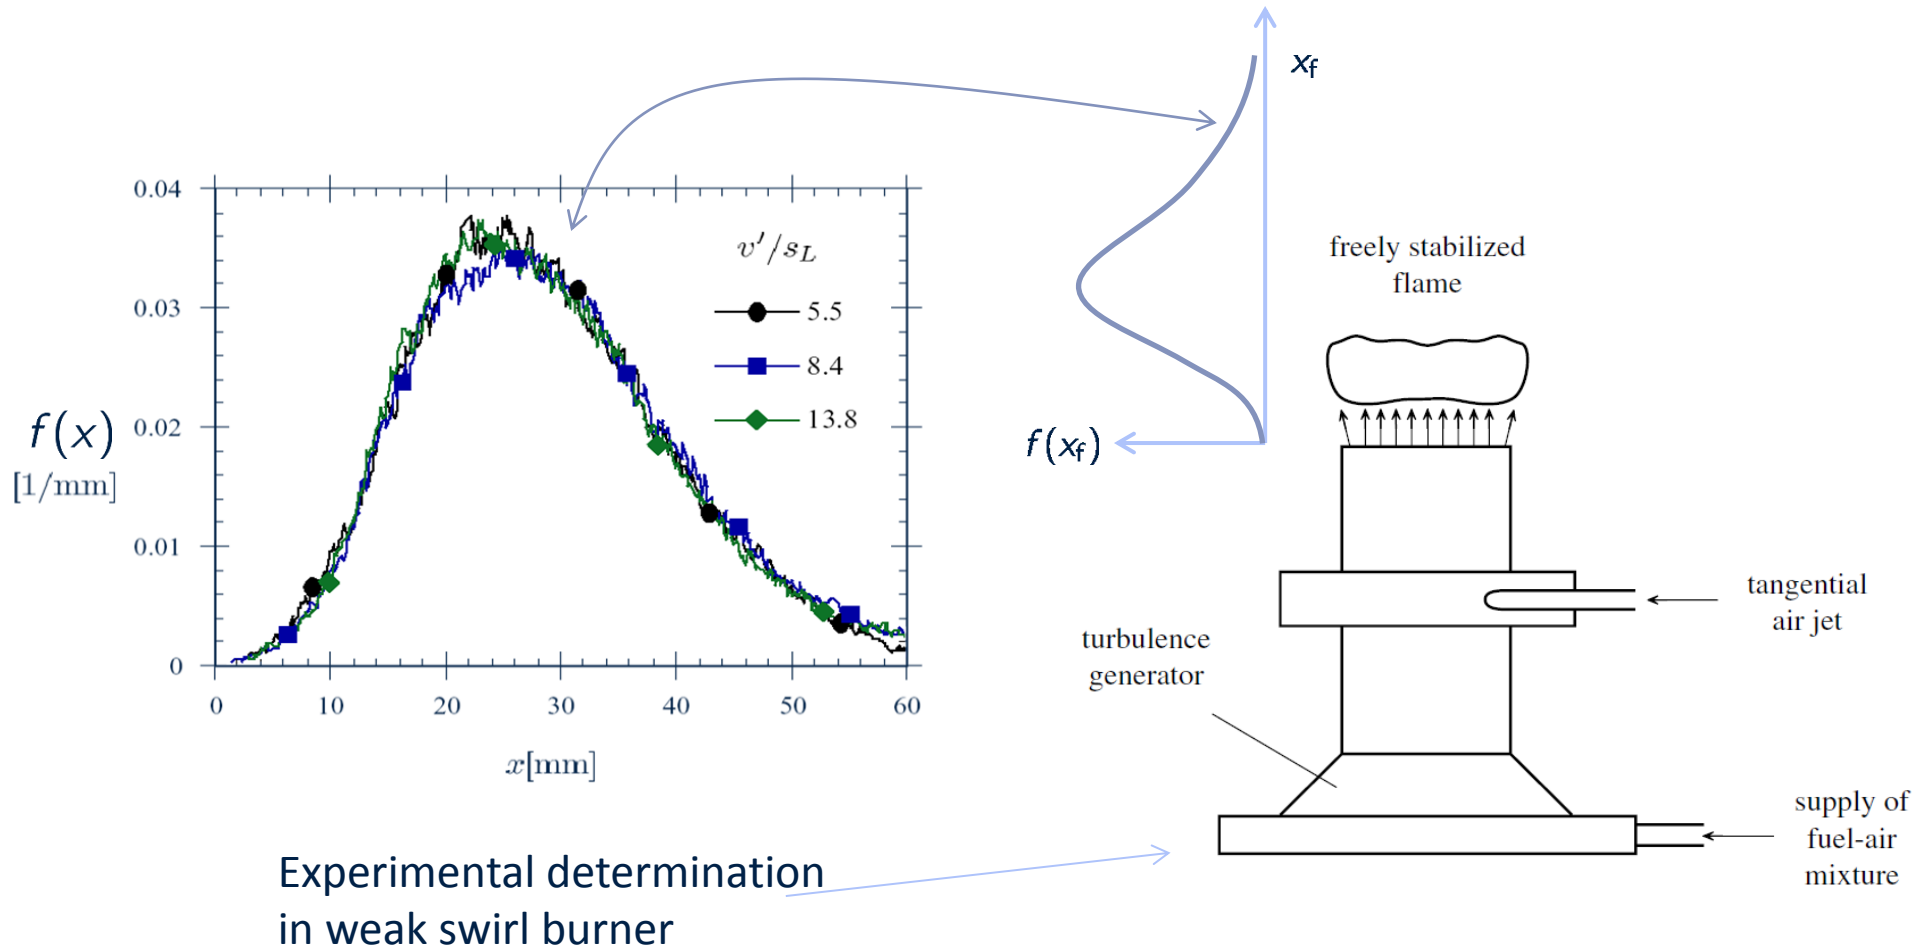 x_f
0.04
0.03
0.02
0.01
0
f(x)
[1/mm]
v′/s_L
5.5
8.4
13.8
0 10 20 30 40 50 60
x[mm]
f(x_f)
freely stabilized
flame
tangential
air jet
turbulence
generator
supply of
fuel-air
mixture
Experimental determination
in weak swirl burner